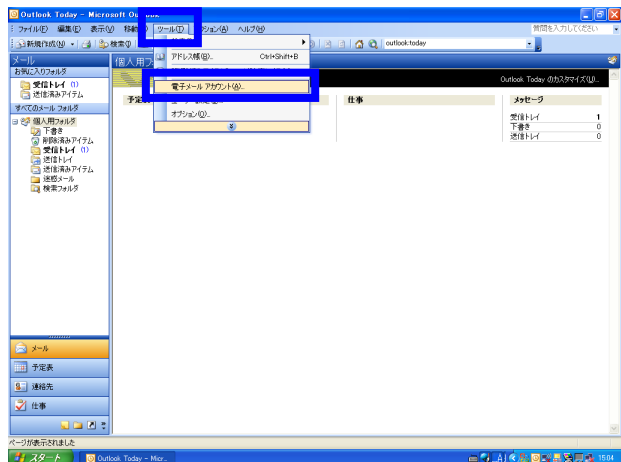 Outlook Today - Microsoft Outlook
ファイル(F) 編集(E) 表示(V) 移動 ツール(T) ション(A) ヘルプ(H)
質問を入力してください
新規作成(N) 検索(I) outlook:today
アドレス帳(B)... Ctrl+Shift+B
電子メール アカウント(A)...
オプション(O)...
メール
お気に入りフォルダ
受信トレイ (1)
送信済みアイテム
すべてのメール フォルダ
個人用フォルダ
下書き
削除済みアイテム
受信トレイ (1)
送信トレイ
送信済みアイテム
迷惑メール
検索フォルダ
メール
予定表
連絡先
仕事
個人用フ
Outlook Today のカスタマイズ(U)...
予定表
仕事
メッセージ
受信トレイ 1
下書き 0
送信トレイ 0
ページが表示されました
スタート
Outlook Today - Micr...
A
15:04